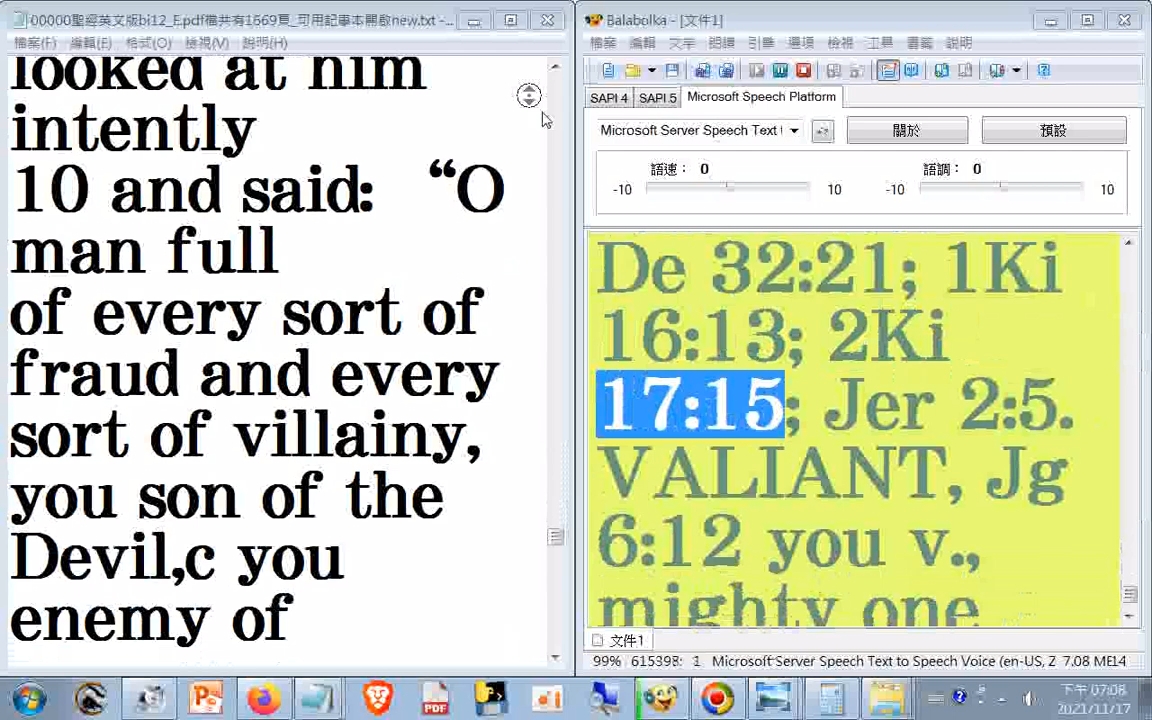 00000聖經英文版bi12_E.pdf檔共有1669頁_可用記事本開啟new.txt -...
檔案(F) 編輯(E) 格式(O) 檢視(V) 說明(H)
looked at him
intently
10 and said: “O
man full
of every sort of
fraud and every
sort of villainy,
you son of the
Devil,c you
enemy of
Balabolka - [文件1]
檔案 編輯 文字 朗讀 引擎 選項 檢視 工具 書籤 說明
SAPI 4 SAPI 5 Microsoft Speech Platform
Microsoft Server Speech Text 關於 預設
語速： 0 語調： 0
-10 10 -10 10
De 32:21; 1Ki
16:13; 2Ki
17:15; Jer 2:5.
VALIANT, Jg
6:12 you v.,
mighty one
文件1
99% 615398: 1 Microsoft Server Speech Text to Speech Voice (en-US, Z 7.08 ME14
PDF
下午 07:08
2021/11/17